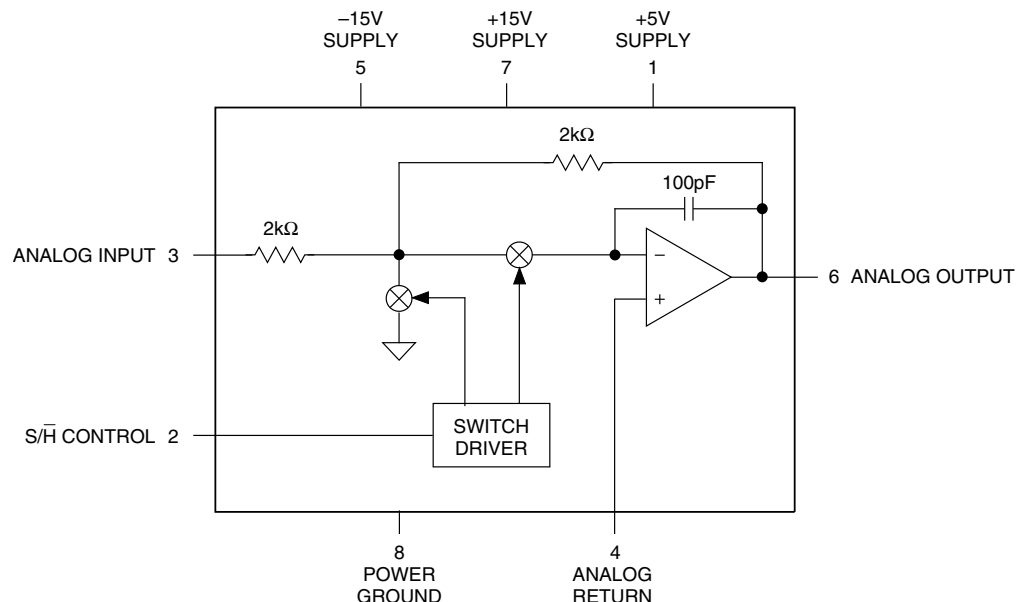 –15V
SUPPLY
5
+15V
SUPPLY
7
+5V
SUPPLY
1
2kΩ
100pF
2kΩ
ANALOG INPUT 3
–
+
6 ANALOG OUTPUT
S/H̅ CONTROL 2
SWITCH
DRIVER
8
POWER
GROUND
4
ANALOG
RETURN